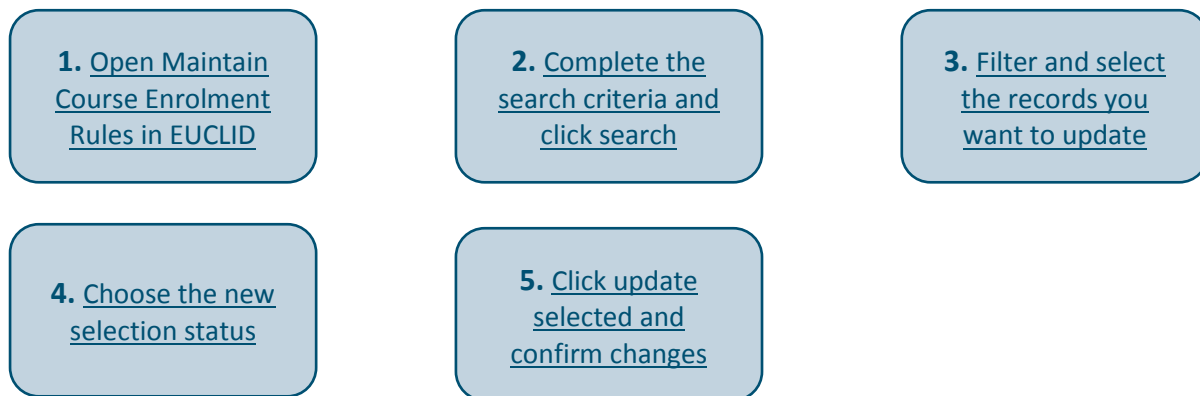 1. Open Maintain
Course Enrolment
Rules in EUCLID
2. Complete the
search criteria and
click search
3. Filter and select
the records you
want to update
4. Choose the new
selection status
5. Click update
selected and
confirm changes